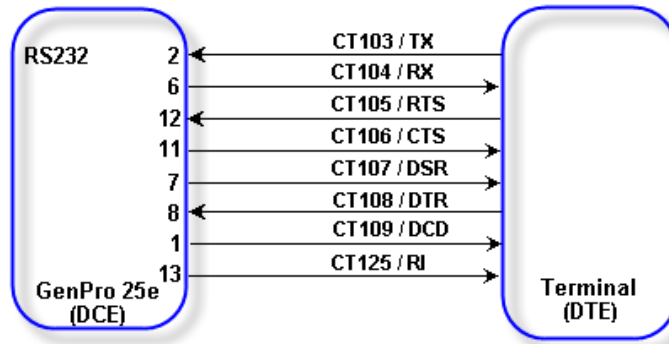 RS232
2 CT103 / TX
6 CT104 / RX
12 CT105 / RTS
11 CT106 / CTS
7 CT107 / DSR
8 CT108 / DTR
1 CT109 / DCD
13 CT125 / RI
GenPro 25e
(DCE)
Terminal
(DTE)